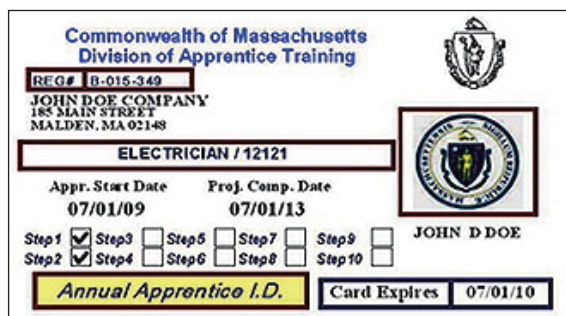 Commonwealth of Massachusetts
Division of Apprentice Training
REG# B-015-349
JOHN DOE COMPANY
185 MAIN STREET
MALDEN, MA 02148
ELECTRICIAN / 12121
Appr. Start Date Proj. Comp. Date
07/01/09 07/01/13
JOHN D DOE
Step1 Step3 Step5 Step7 Step9
Step2 Step4 Step6 Step8 Step10
Annual Apprentice I.D. Card Expires 07/01/10